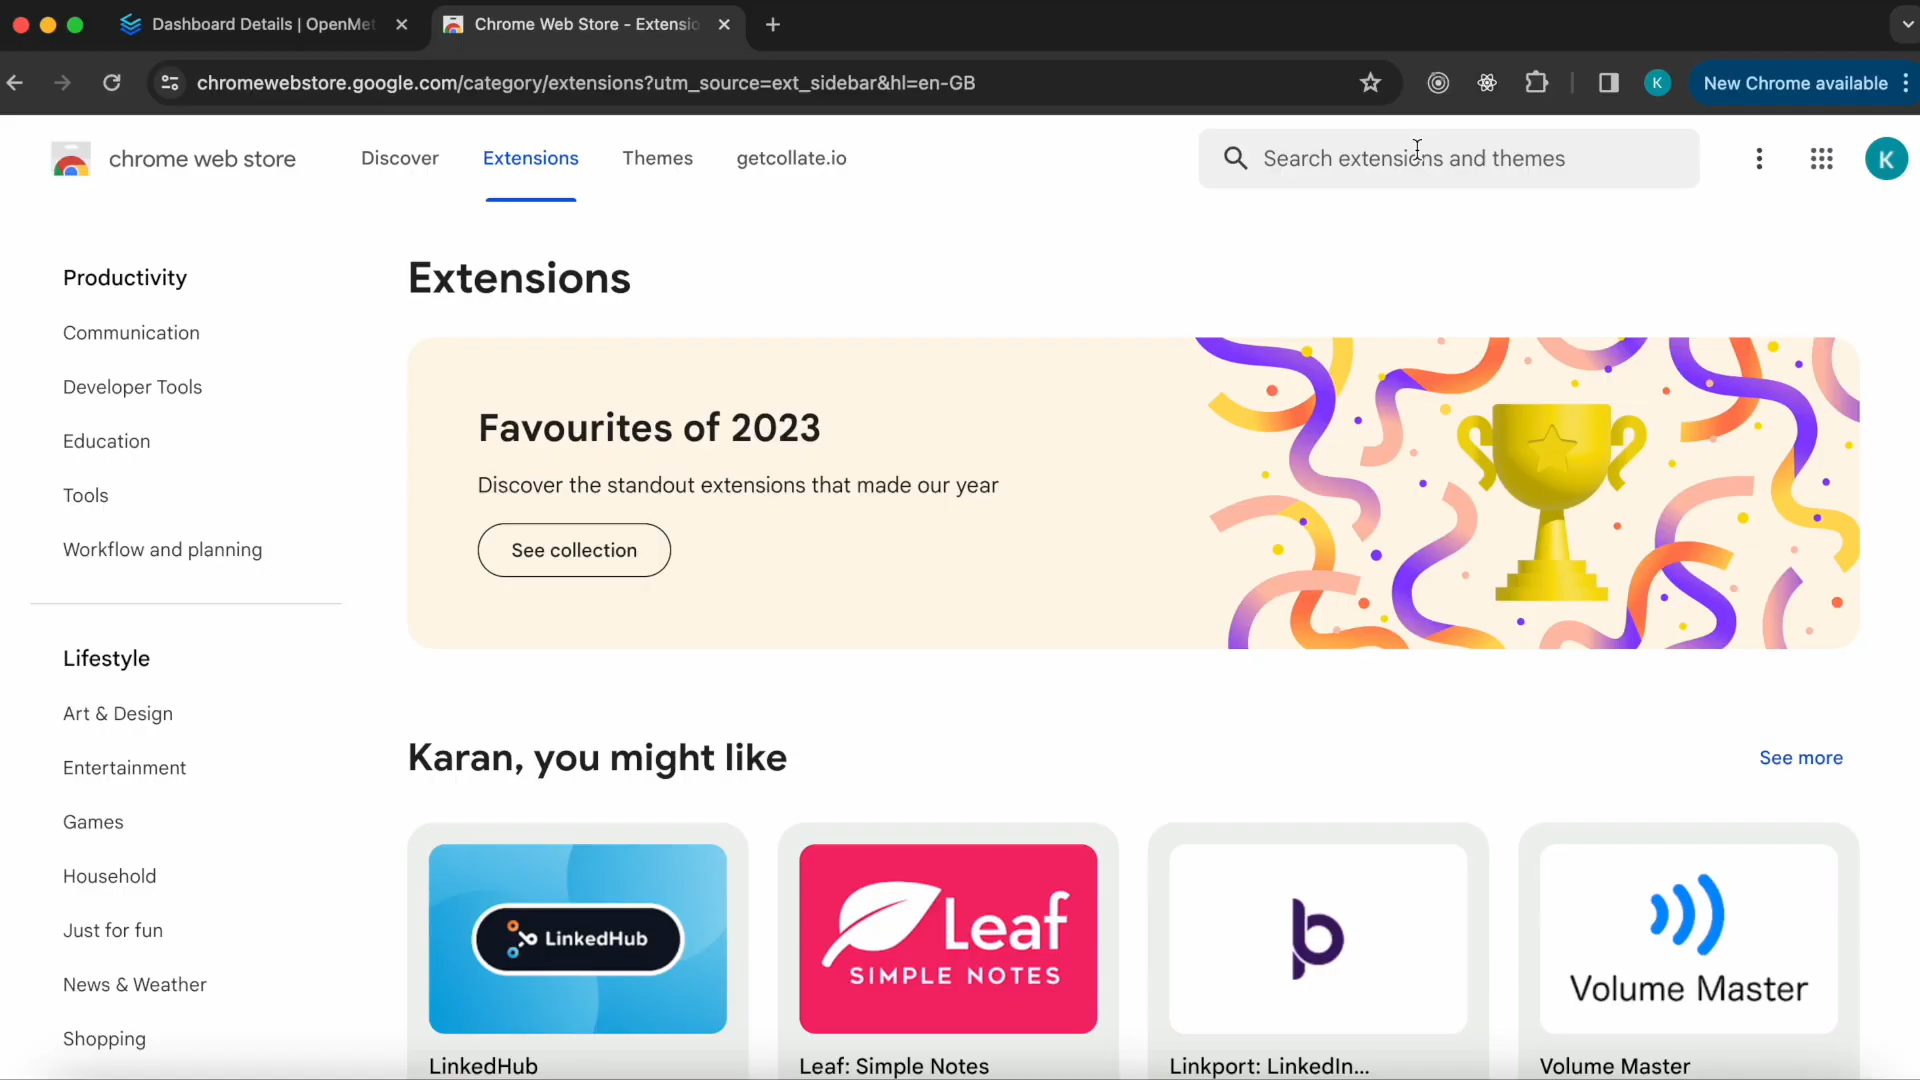 Dashboard Details | OpenMet
Chrome Web Store - Extensio
chromewebstore.google.com/category/extensions?utm_source=ext_sidebar&hl=en-GB
K
New Chrome available
chrome web store
Discover
Extensions
Themes
getcollate.io
Search extensions and themes
K
Productivity
Communication
Developer Tools
Education
Tools
Workflow and planning
Lifestyle
Art & Design
Entertainment
Games
Household
Just for fun
News & Weather
Shopping
Extensions
Favourites of 2023
Discover the standout extensions that made our year
See collection
Karan, you might like
See more
LinkedHub
Leaf
SIMPLE NOTES
b
Volume Master
LinkedHub
Leaf: Simple Notes
Linkport: LinkedIn...
Volume Master